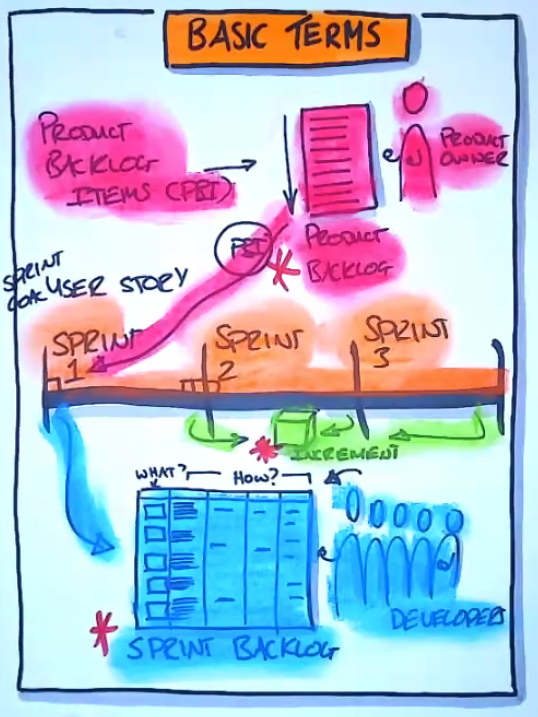 BASIC TERMS
PRODUCT
BACKLOG
ITEMS (PBI)
PRODUCT
OWNER
PBI
PRODUCT
BACKLOG
SPRINT
GOAL
USER STORY
SPRINT
1
SPRINT
2
SPRINT
3
INCREMENT
WHAT?
HOW?
DEVELOPERS
SPRINT BACKLOG